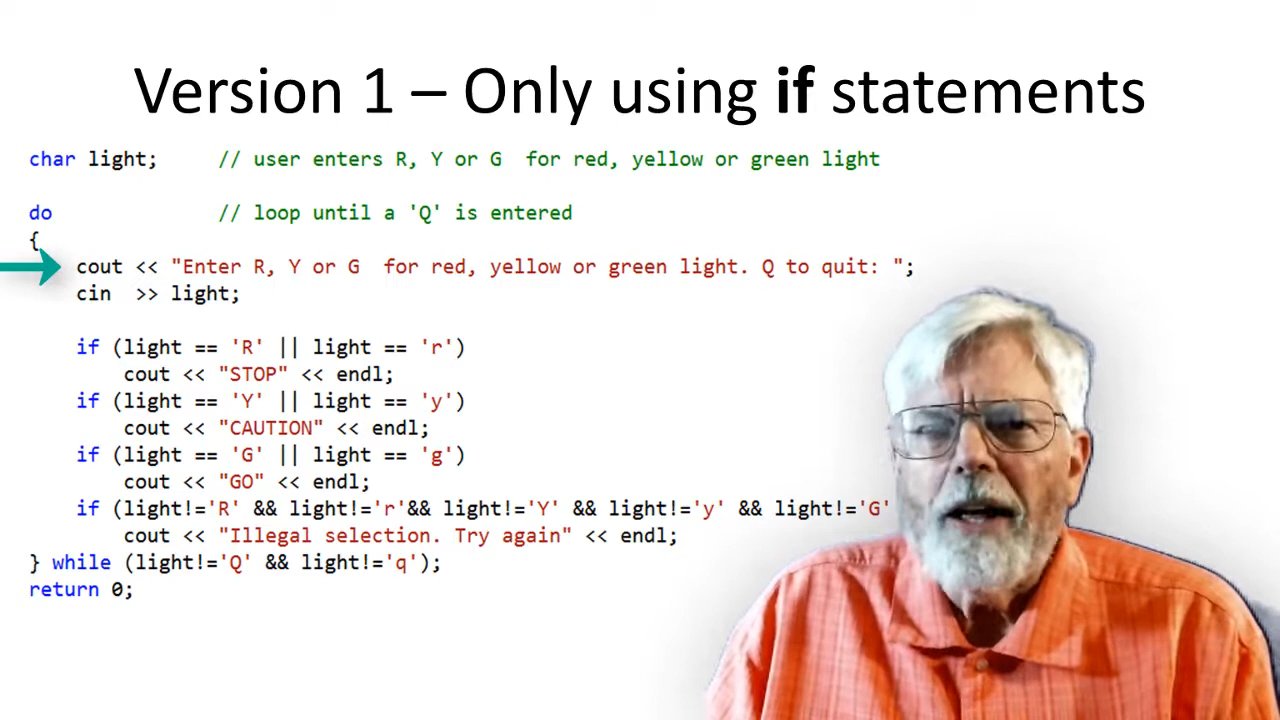 Version 1 – Only using if statements
char light;     // user enters R, Y or G  for red, yellow or green light
do              // loop until a 'Q' is entered
{
    cout << "Enter R, Y or G  for red, yellow or green light. Q to quit: ";
    cin  >> light;
    if (light == 'R' || light == 'r')
        cout << "STOP" << endl;
    if (light == 'Y' || light == 'y')
        cout << "CAUTION" << endl;
    if (light == 'G' || light == 'g')
        cout << "GO" << endl;
    if (light!='R' && light!='r'&& light!='Y' && light!='y' && light!='G'
        cout << "Illegal selection. Try again" << endl;
} while (light!='Q' && light!='q');
return 0;